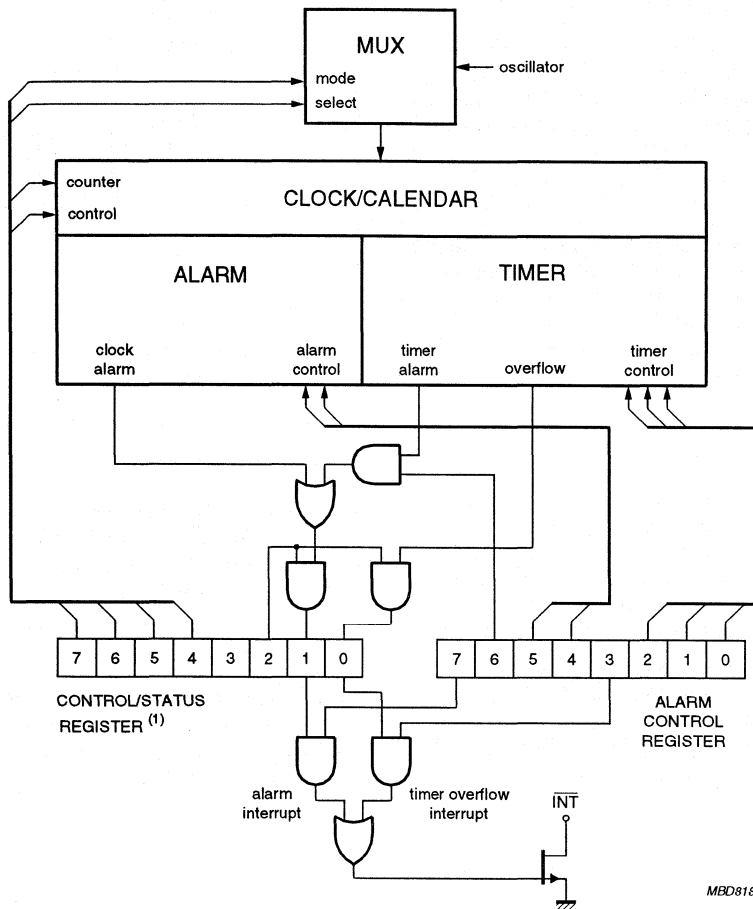 MUX
mode
select
oscillator
counter
control
CLOCK/CALENDAR
ALARM
TIMER
clock
alarm
alarm
control
timer
alarm
overflow
timer
control
7 6 5 4 3 2 1 0
7 6 5 4 3 2 1 0
CONTROL/STATUS
REGISTER (1)
ALARM
CONTROL
REGISTER
alarm
interrupt
timer overflow
interrupt
INT
MBD818